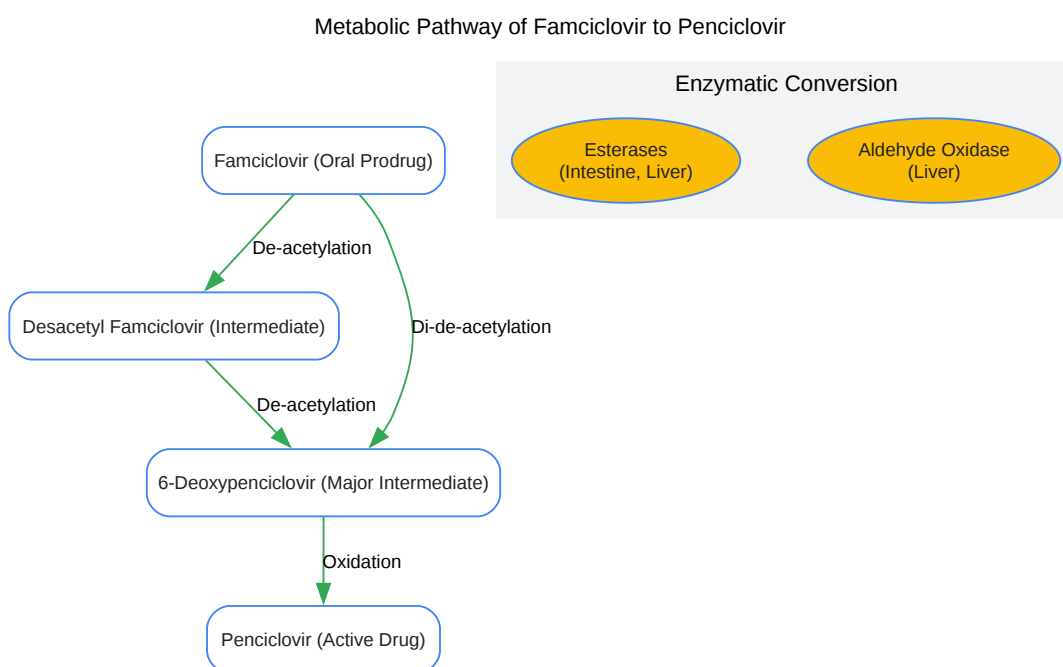 Metabolic Pathway of Famciclovir to Penciclovir
Enzymatic Conversion
Esterases
(Intestine, Liver)
Aldehyde Oxidase
(Liver)
Famciclovir (Oral Prodrug)
De-acetylation
Desacetyl Famciclovir (Intermediate)
Di-de-acetylation
De-acetylation
6-Deoxypenciclovir (Major Intermediate)
Oxidation
Penciclovir (Active Drug)